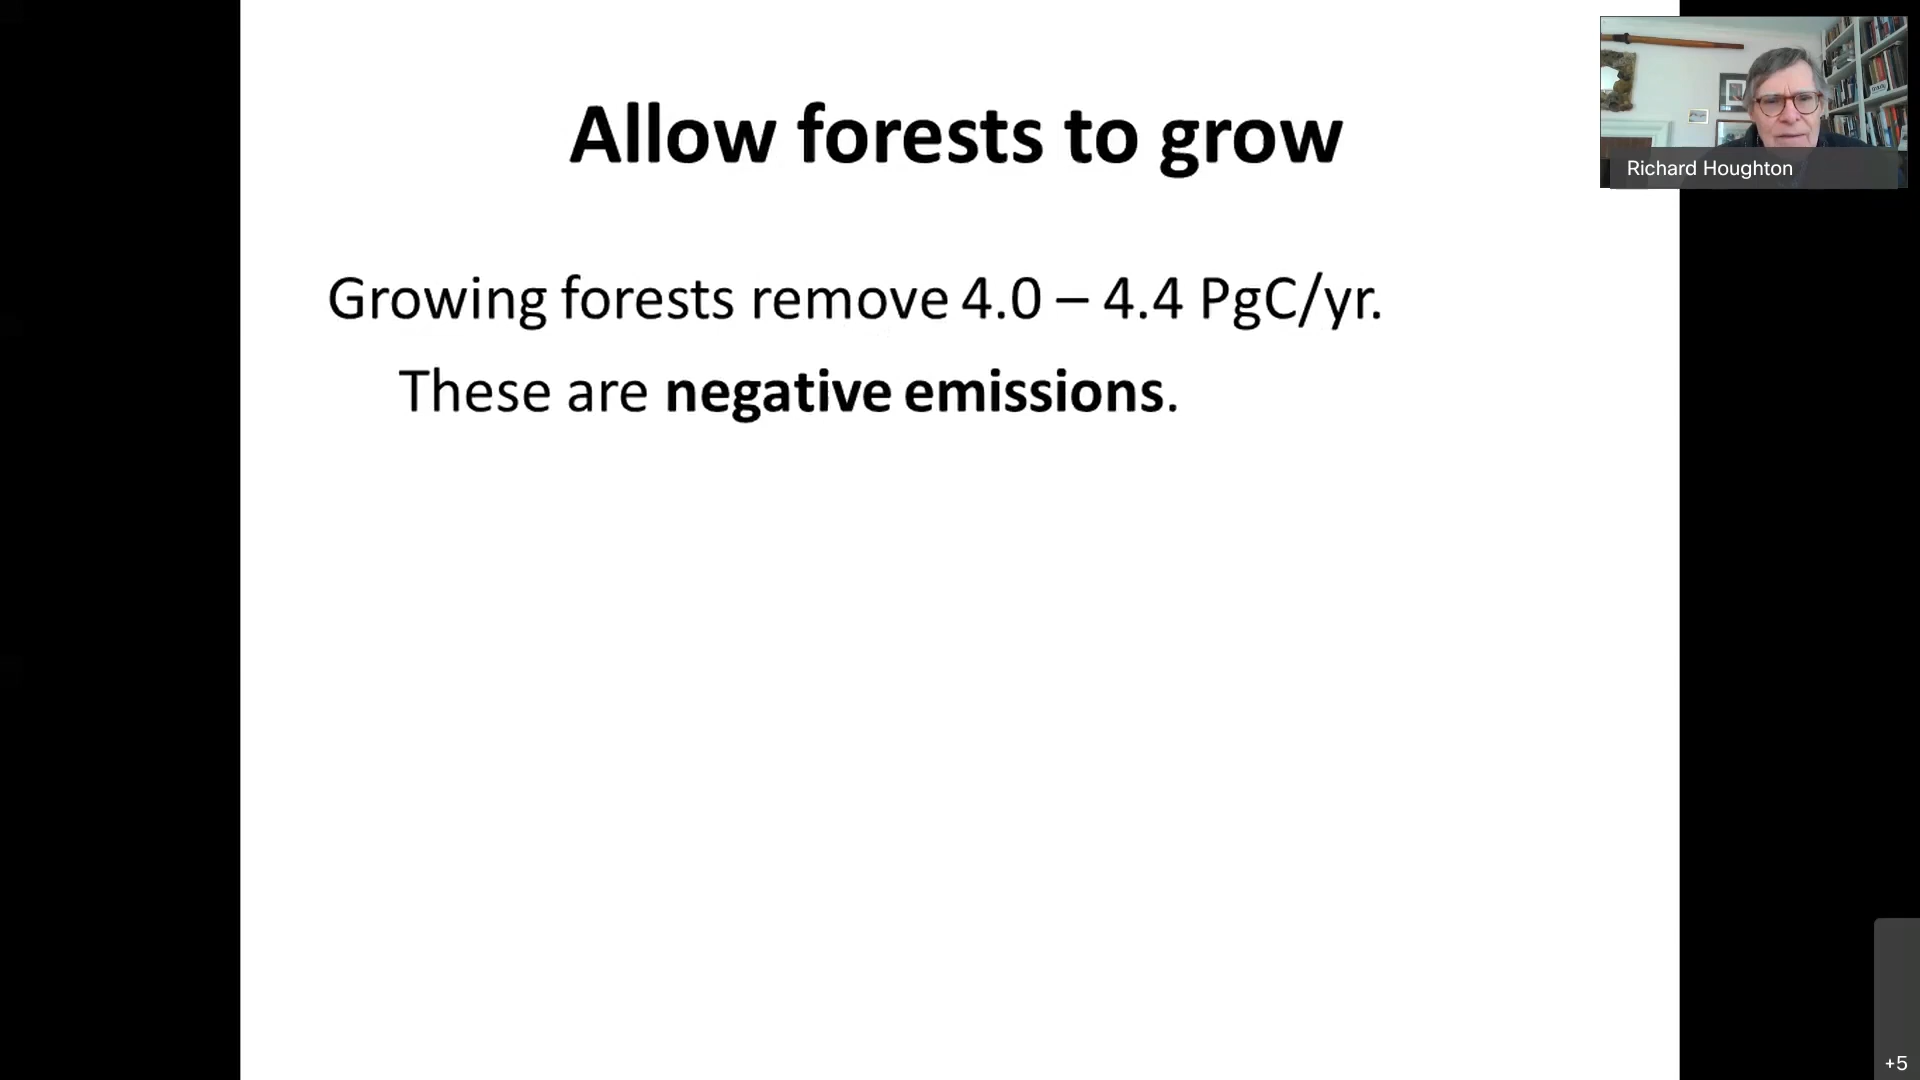 Allow forests to grow
Richard Houghton
Growing forests remove 4.0 – 4.4 PgC/yr.
These are negative emissions.
+5